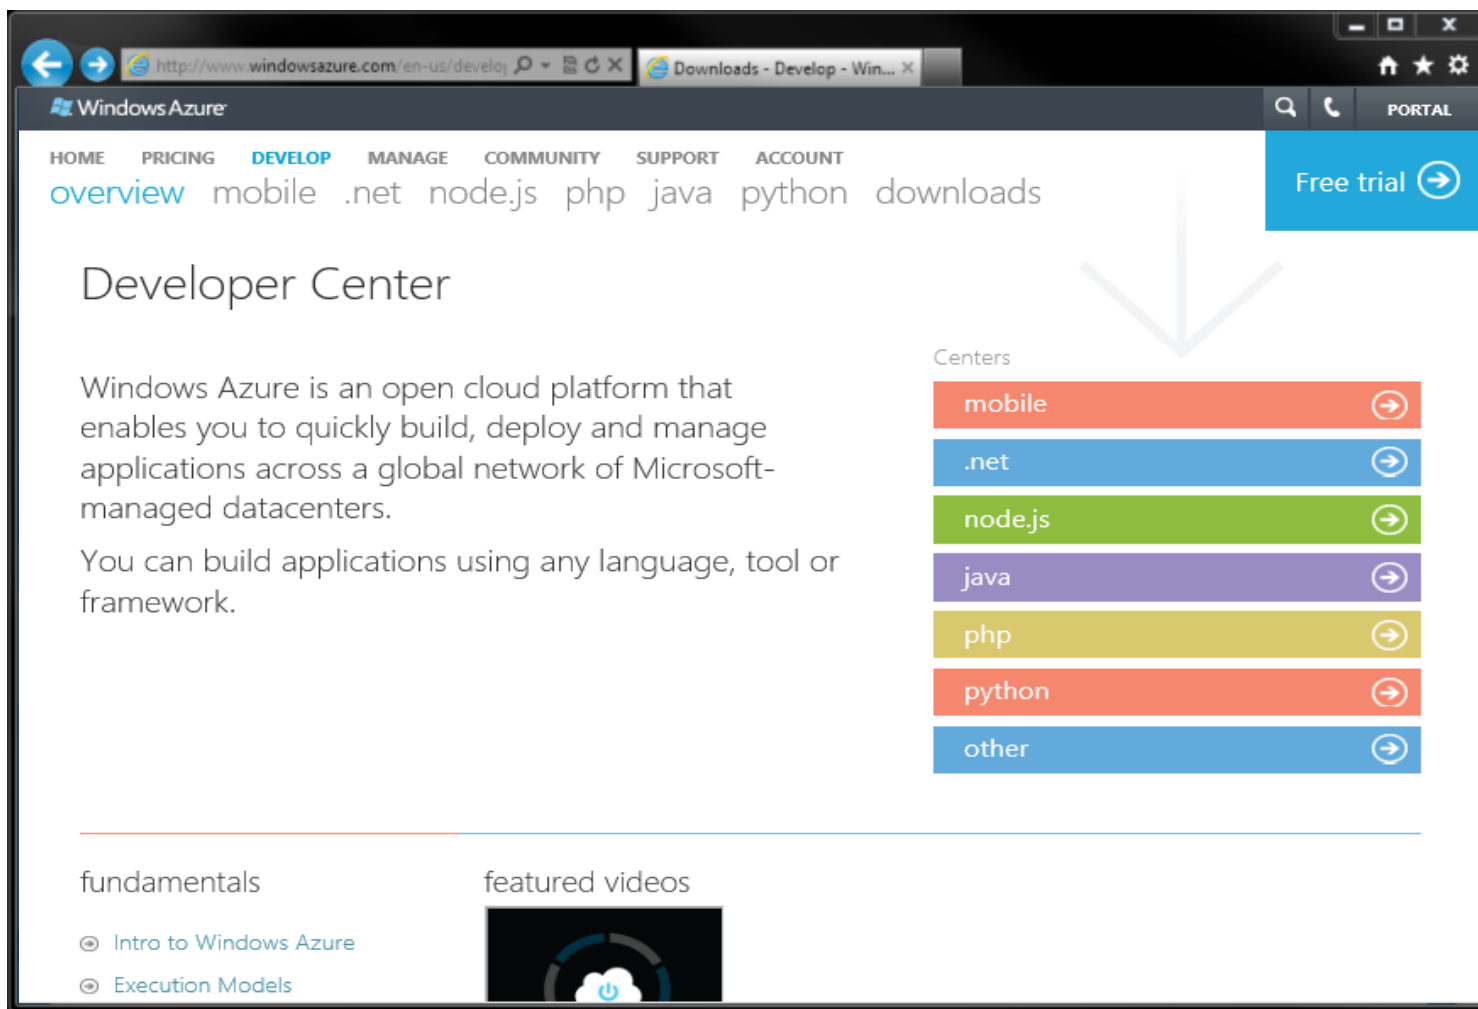 http://www.windowsazure.com/en-us/develo
Downloads - Develop - Win...
Windows Azure
PORTAL
HOME PRICING DEVELOP MANAGE COMMUNITY SUPPORT ACCOUNT
overview mobile .net node.js php java python downloads
Free trial
Developer Center
Windows Azure is an open cloud platform that
enables you to quickly build, deploy and manage
applications across a global network of Microsoft-
managed datacenters.
You can build applications using any language, tool or
framework.
Centers
mobile
.net
node.js
java
php
python
other
fundamentals
Intro to Windows Azure
Execution Models
featured videos